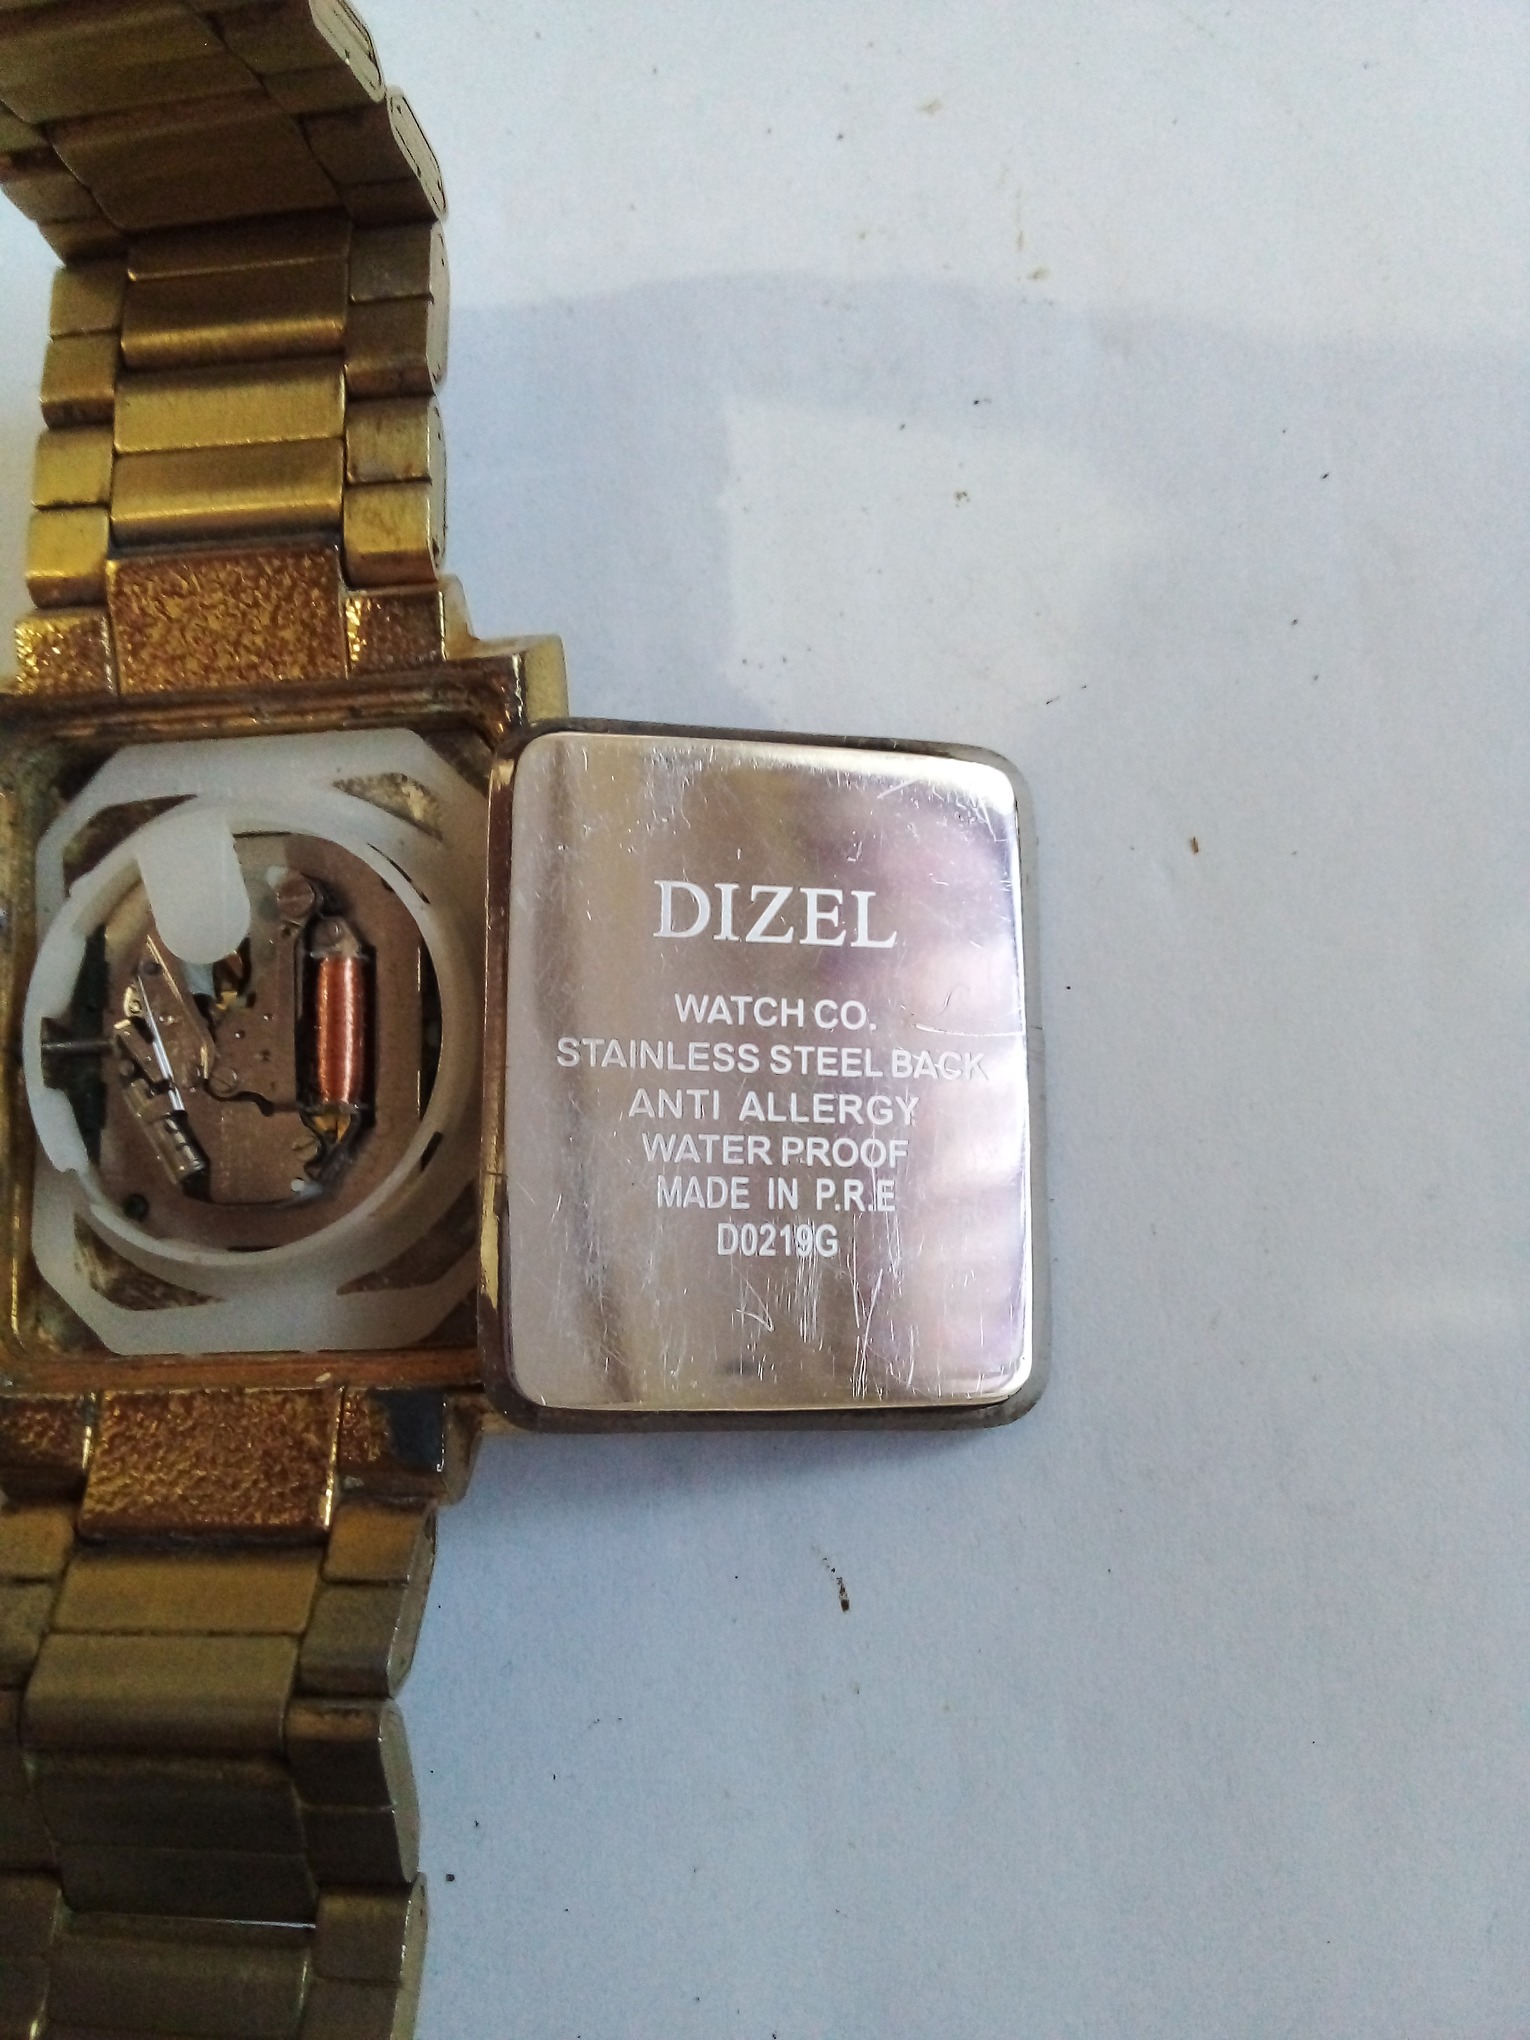 DIZEL
WATCH CO.
STAINLESS STEEL BACK
ANTI ALLERGY
WATER PROOF
MADE IN P.R.E
D0219G